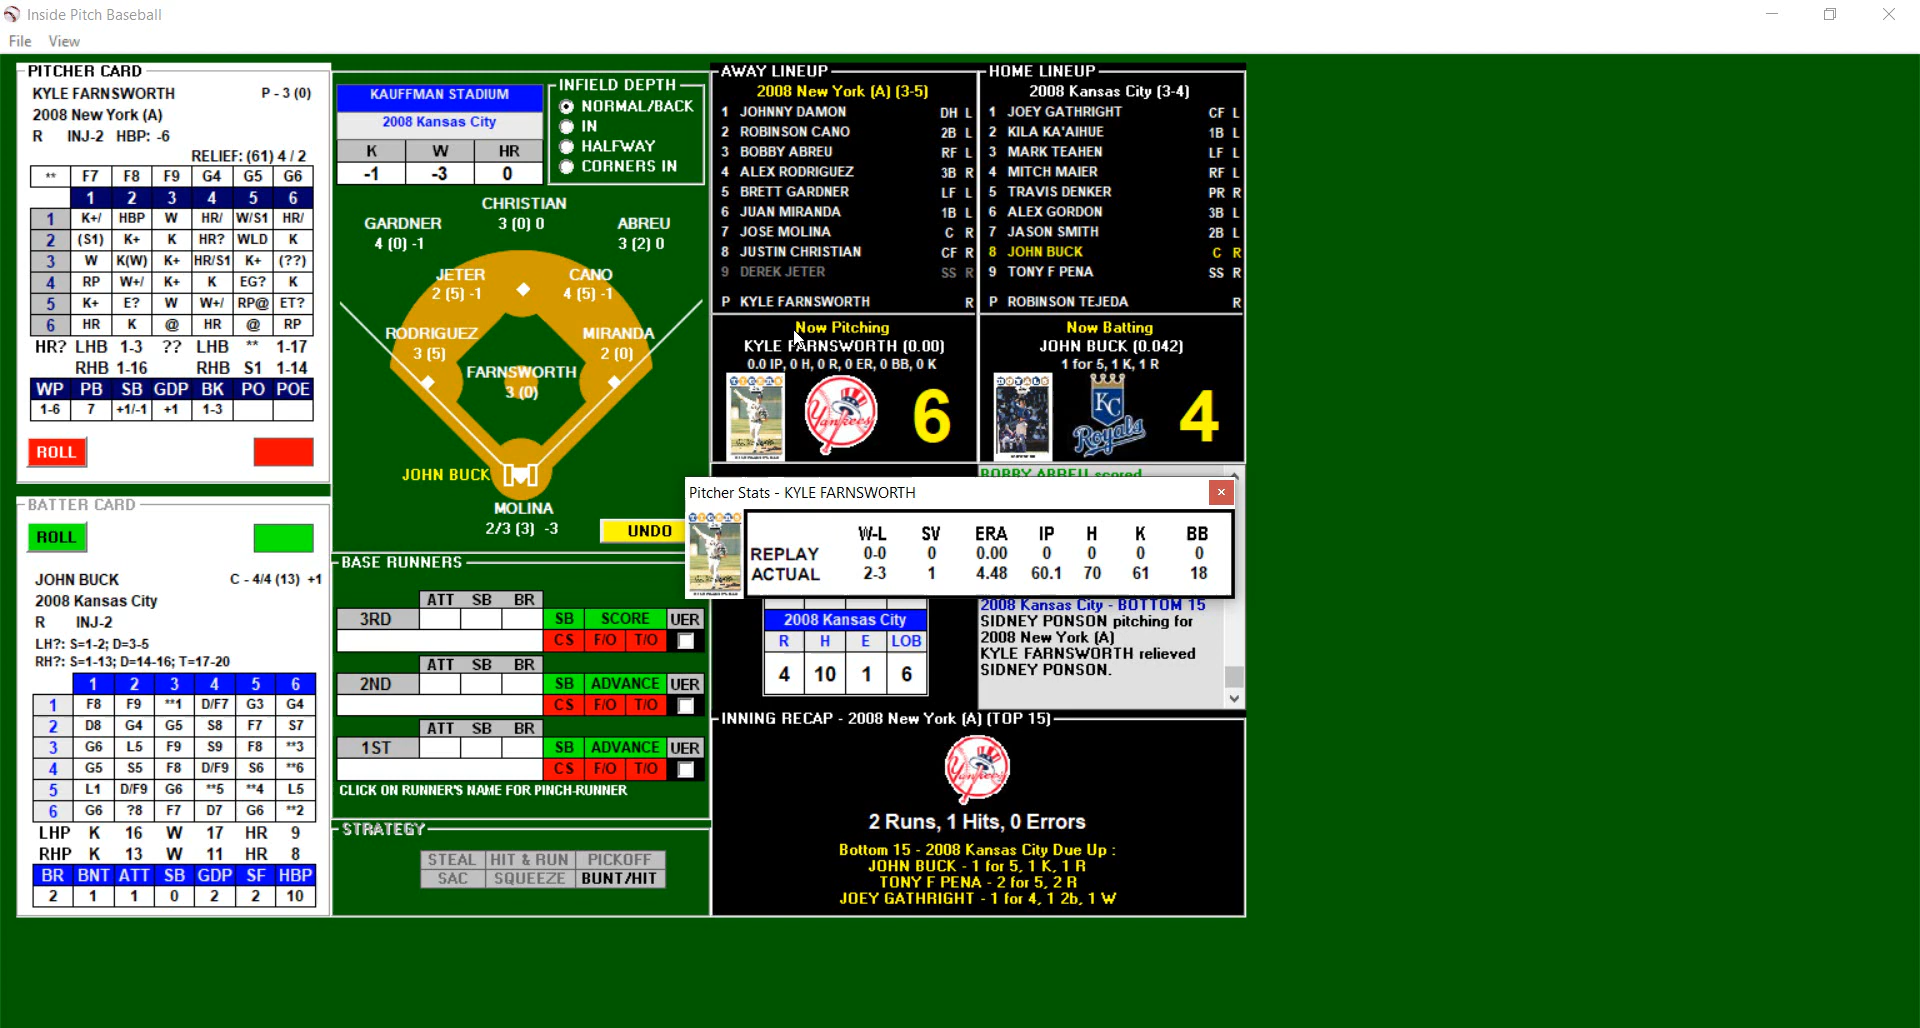 Inside Pitch Baseball
File View
PITCHER CARD
KYLE FARNSWORTH P - 3 (0)
2008 New York (A)
R INJ-2 HBP: -6
RELIEF: (61) 4 / 2
** F7 F8 F9 G4 G5 G6
1 2 3 4 5 6
1 K+/ HBP W HR/ W/S1 HR/
2 (S1) K+ K HR? WLD K
3 W K(W) K+ HR/S1 K+ (??)
4 RP W+/ K+ K EG? K
5 K+ E? W W+/ RP@ ET?
6 HR K @ HR @ RP
HR? LHB 1-3 ?? LHB ** 1-17
RHB 1-16 RHB S1 1-14
WP PB SB GDP BK PO POE
1-6 7 +1/-1 +1 1-3
ROLL
BATTER CARD
ROLL
JOHN BUCK C - 4/4 (13) +1
2008 Kansas City
R INJ-2
LH?: S=1-2; D=3-5
RH?: S=1-13; D=14-16; T=17-20
1 2 3 4 5 6
1 F8 F9 **1 D/F7 G3 G4
2 D8 G4 G5 S8 F7 S7
3 G6 L5 F9 S9 F8 **3
4 G5 S5 F8 D/F9 S6 **6
5 L1 D/F9 G6 **5 **4 L5
6 G6 ?8 F7 D7 G6 **2
LHP K 16 W 17 HR 9
RHP K 13 W 11 HR 8
BR BNT ATT SB GDP SF HBP
2 1 1 0 2 2 10
KAUFFMAN STADIUM
2008 Kansas City
K W HR
-1 -3 0
INFIELD DEPTH
NORMAL/BACK
IN
HALFWAY
CORNERS IN
CHRISTIAN
3 (0) 0
GARDNER
4 (0) -1
ABREU
3 (2) 0
JETER
2 (5) -1
CANO
4 (5) -1
RODRIGUEZ
3 (5)
MIRANDA
2 (0)
FARNSWORTH
3 (0)
JOHN BUCK
MOLINA
2/3 (3) -3
UNDO
BASE RUNNERS
ATT SB BR
3RD SB SCORE UER
CS F/O T/O
ATT SB BR
2ND SB ADVANCE UER
CS F/O T/O
ATT SB BR
1ST SB ADVANCE UER
CS F/O T/O
CLICK ON RUNNER'S NAME FOR PINCH-RUNNER
STRATEGY
STEAL HIT & RUN PICKOFF
SAC SQUEEZE BUNT/HIT
AWAY LINEUP
2008 New York (A) (3-5)
1 JOHNNY DAMON DH L
2 ROBINSON CANO 2B L
3 BOBBY ABREU RF L
4 ALEX RODRIGUEZ 3B R
5 BRETT GARDNER LF L
6 JUAN MIRANDA 1B L
7 JOSE MOLINA C R
8 JUSTIN CHRISTIAN CF R
9 DEREK JETER SS R
P KYLE FARNSWORTH R
HOME LINEUP
2008 Kansas City (3-4)
1 JOEY GATHRIGHT CF L
2 KILA KA'AIHUE 1B L
3 MARK TEAHEN LF L
4 MITCH MAIER RF L
5 TRAVIS DENKER PR R
6 ALEX GORDON 3B L
7 JASON SMITH 2B L
8 JOHN BUCK C R
9 TONY F PENA SS R
P ROBINSON TEJEDA R
Now Pitching
KYLE FARNSWORTH (0.00)
0.0 IP, 0 H, 0 R, 0 ER, 0 BB, 0 K
TIGERS
Yankees
6
Now Batting
JOHN BUCK (0.042)
1 for 5, 1 K, 1 R
ROYALS
KC
Royals
4
BOBBY ABREU scored
Pitcher Stats - KYLE FARNSWORTH
TIGERS
W-L SV ERA IP H K BB
REPLAY 0-0 0 0.00 0 0 0 0
ACTUAL 2-3 1 4.48 60.1 70 61 18
2008 Kansas City
R H E LOB
4 10 1 6
2008 Kansas City - BOTTOM 15
SIDNEY PONSON pitching for
2008 New York (A)
KYLE FARNSWORTH relieved
SIDNEY PONSON.
INNING RECAP - 2008 New York (A) (TOP 15)
Yankees
2 Runs, 1 Hits, 0 Errors
Bottom 15 - 2008 Kansas City Due Up :
JOHN BUCK - 1 for 5, 1 K, 1 R
TONY F PENA - 2 for 5, 2 R
JOEY GATHRIGHT - 1 for 4, 1 2b, 1 W